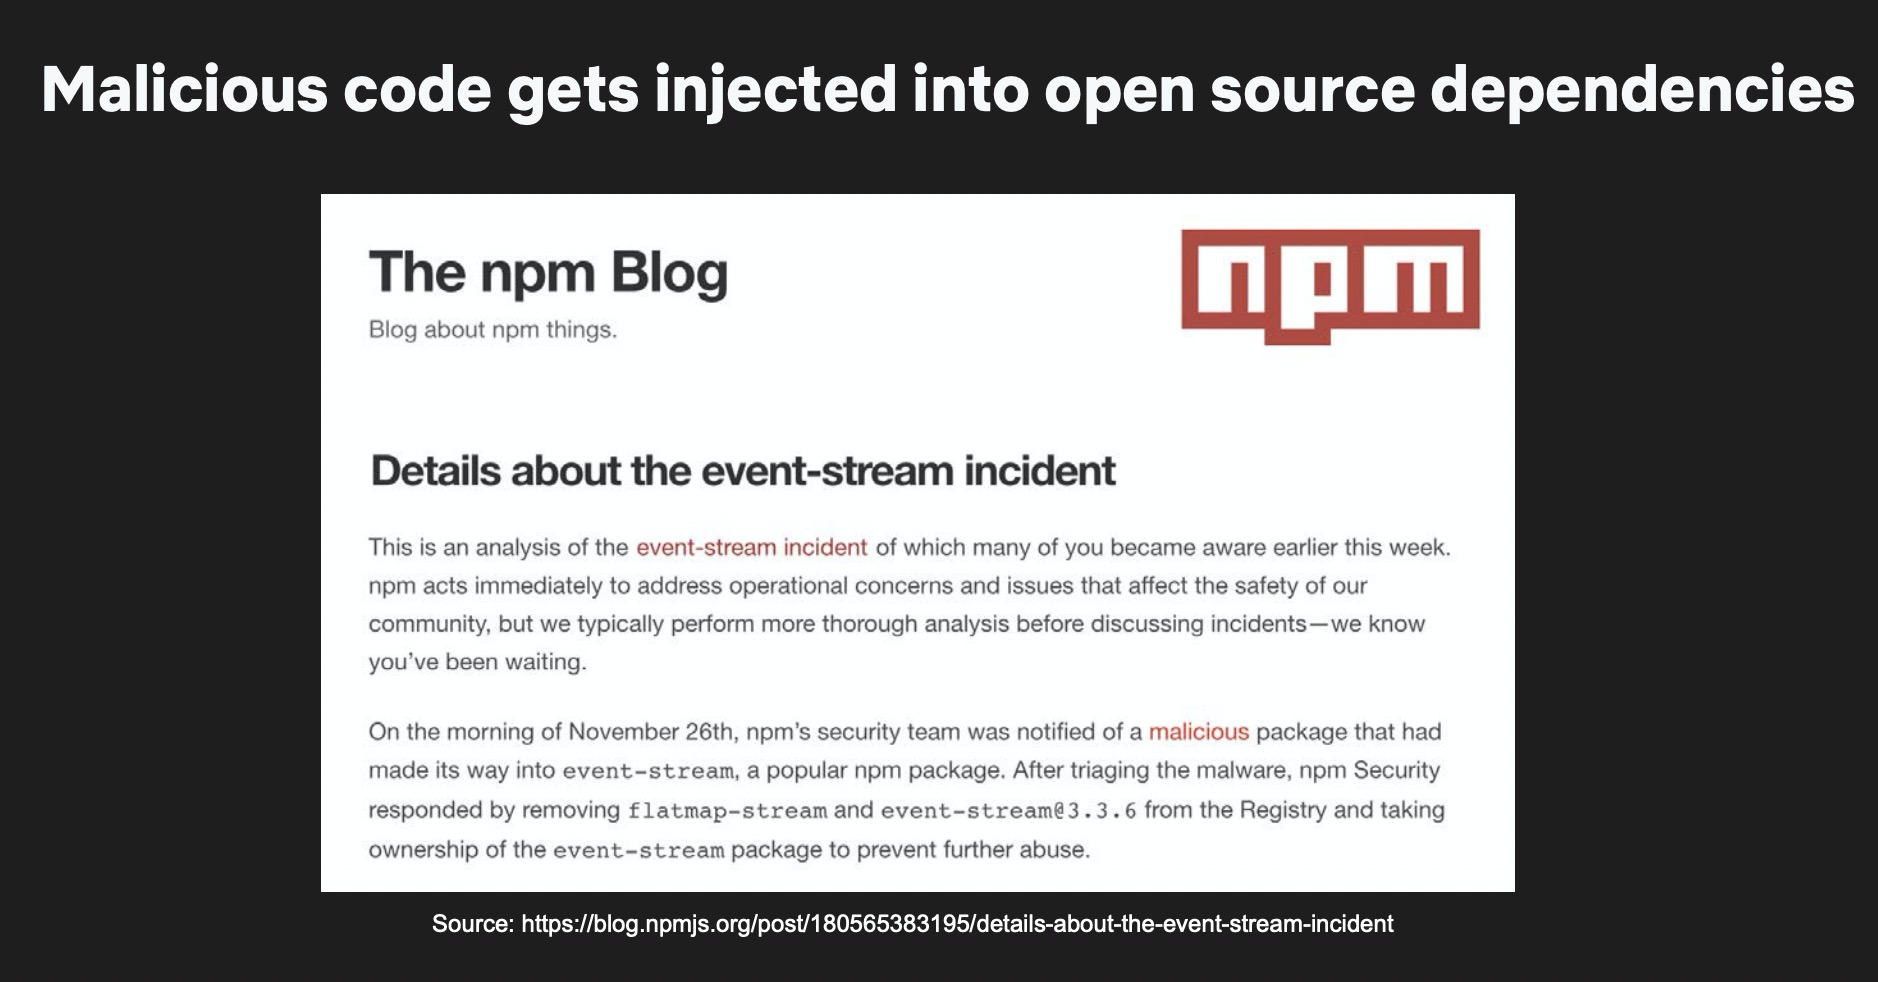 Malicious code gets injected into open source dependencies
The npm Blog
npm
Blog about npm things.
Details about the event-stream incident
This is an analysis of the event-stream incident of which many of you became aware earlier this week.
npm acts immediately to address operational concerns and issues that affect the safety of our
community, but we typically perform more thorough analysis before discussing incidents—we know
you’ve been waiting.
On the morning of November 26th, npm’s security team was notified of a malicious package that had
made its way into event-stream, a popular npm package. After triaging the malware, npm Security
responded by removing flatmap-stream and event-stream@3.3.6 from the Registry and taking
ownership of the event-stream package to prevent further abuse.
Source: https://blog.npmjs.org/post/180565383195/details-about-the-event-stream-incident